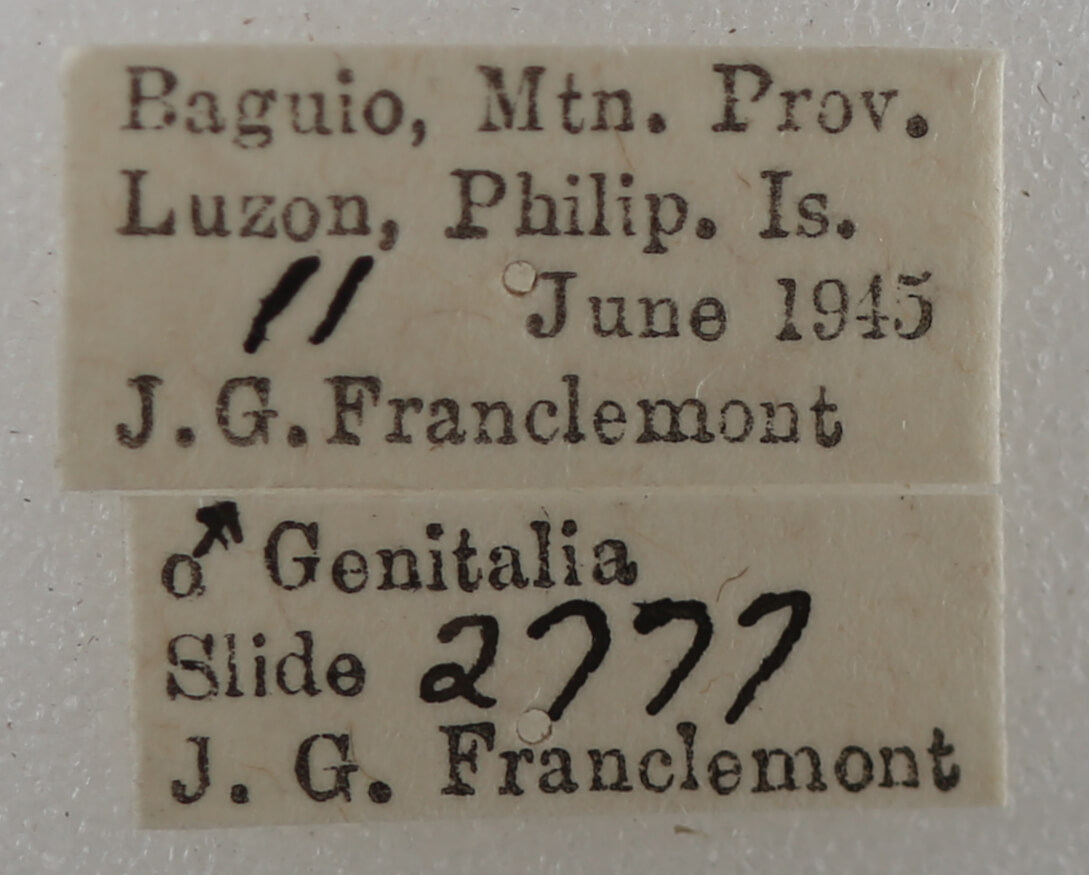 Baguio, Mtn. Prov.
Luzon, Philip. Is.
11 June 1945
J.G.Franclemont
♂ Genitalia
Slide 2777
J. G. Franclemont